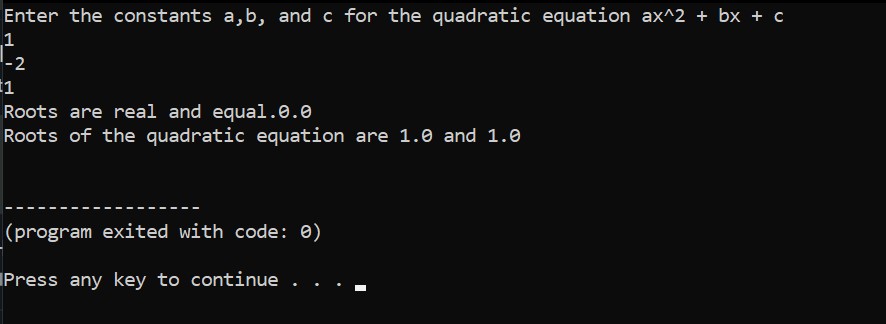 Enter the constants a,b, and c for the quadratic equation ax^2 + bx + c
1
-2
1
Roots are real and equal.0.0
Roots of the quadratic equation are 1.0 and 1.0
------------------
(program exited with code: 0)
Press any key to continue . . .